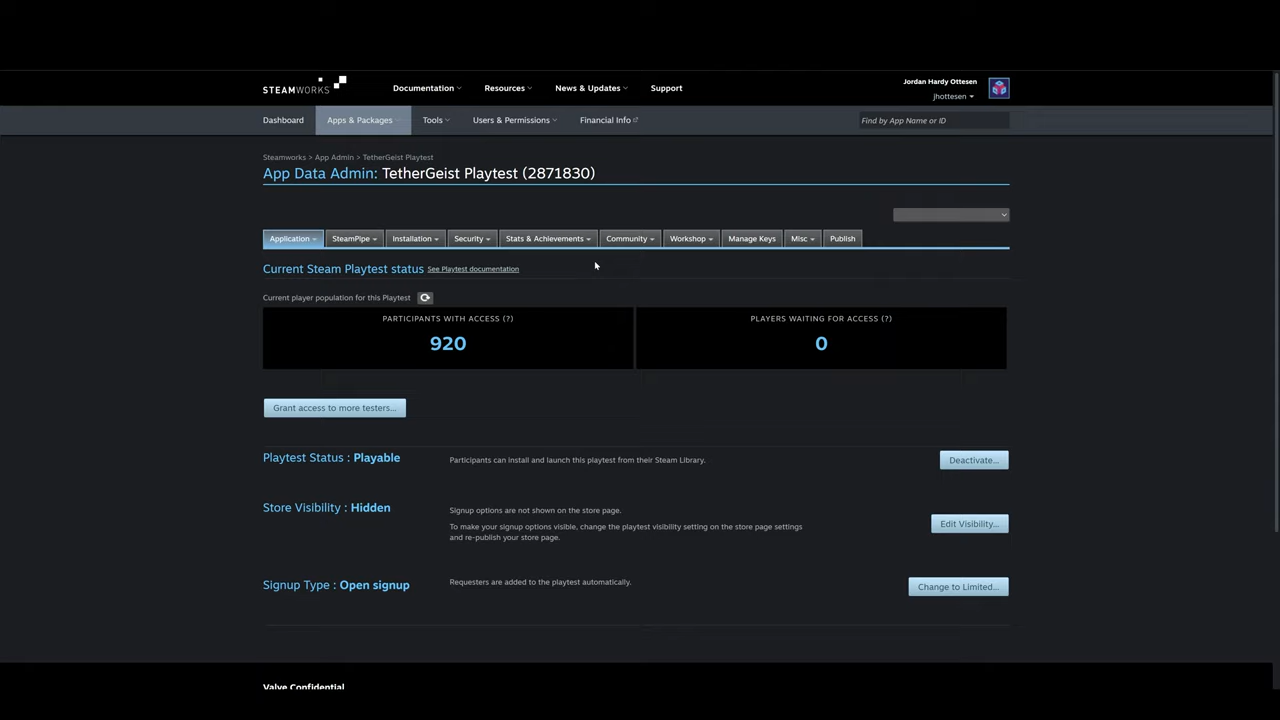 STEAMWORKS
Documentation
Resources
News & Updates
Support
Jordan Hardy Ottesen
jhottesen
Dashboard
Apps & Packages
Tools
Users & Permissions
Financial Info
Find by App Name or ID
Steamworks > App Admin > TetherGeist Playtest
App Data Admin: TetherGeist Playtest (2871830)
Application
SteamPipe
Installation
Security
Stats & Achievements
Community
Workshop
Manage Keys
Misc
Publish
Current Steam Playtest status See Playtest documentation
Current player population for this Playtest
PARTICIPANTS WITH ACCESS (?)
920
PLAYERS WAITING FOR ACCESS (?)
0
Grant access to more testers...
Playtest Status : Playable
Participants can install and launch this playtest from their Steam Library.
Deactivate...
Store Visibility : Hidden
Signup options are not shown on the store page.
To make your signup options visible, change the playtest visibility setting on the store page settings
and re-publish your store page.
Edit Visibility...
Signup Type : Open signup
Requesters are added to the playtest automatically.
Change to Limited...
Valve Confidential